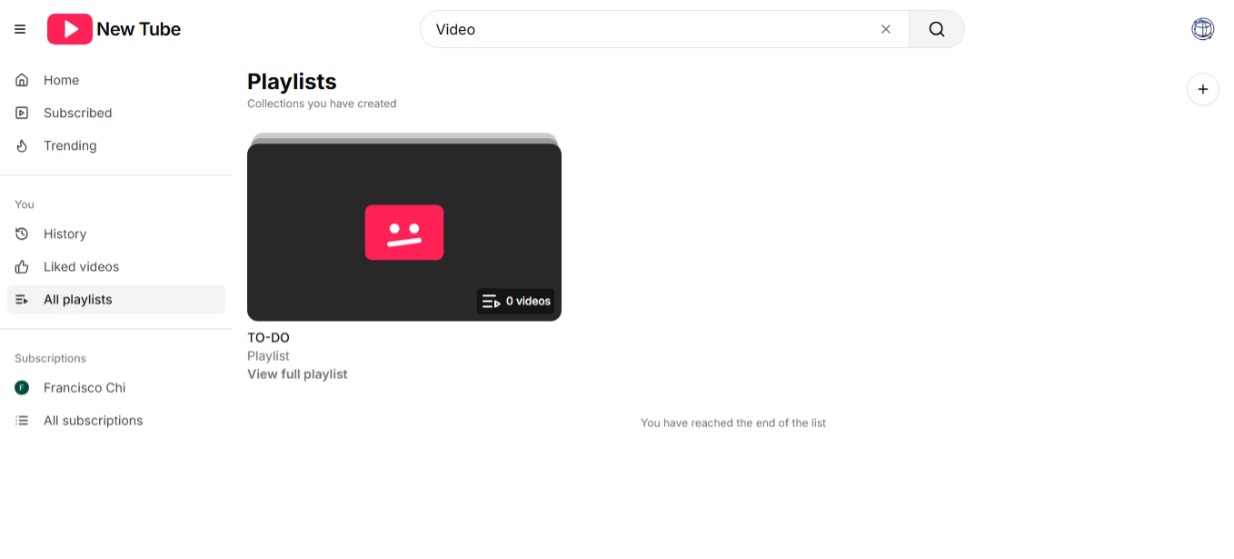 New Tube
Video
Home
Subscribed
Trending
You
History
Liked videos
All playlists
Subscriptions
F
Francisco Chi
All subscriptions
Playlists
Collections you have created
0 videos
TO-DO
Playlist
View full playlist
You have reached the end of the list